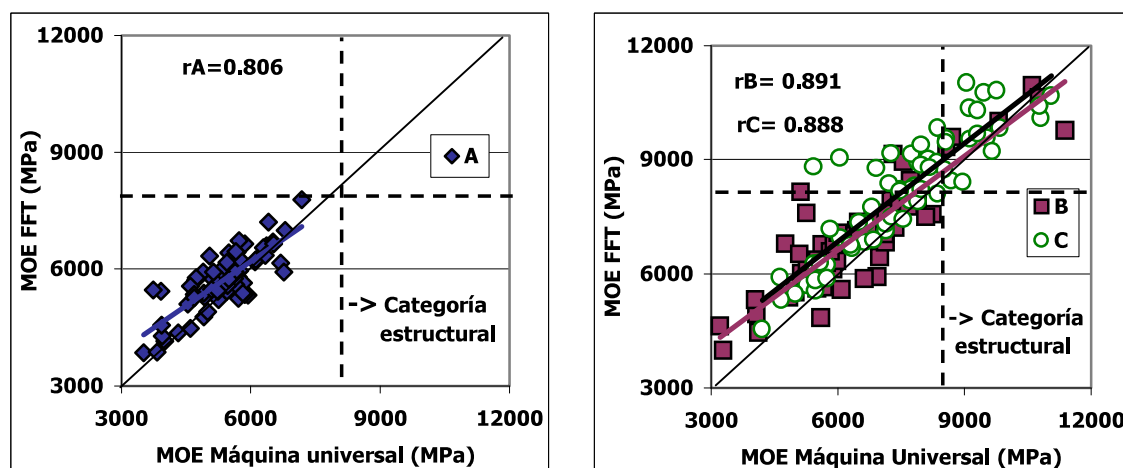 12000
9000
6000
3000
MOE FFT (MPa)
rA=0.806
A
-> Categoría
estructural
3000
6000
9000
12000
MOE Máquina universal (MPa)
12000
9000
6000
3000
MOE FFT (MPa)
rB= 0.891
rC= 0.888
B
C
-> Categoría
estructural
3000
6000
9000
12000
MOE Máquina Universal (MPa)